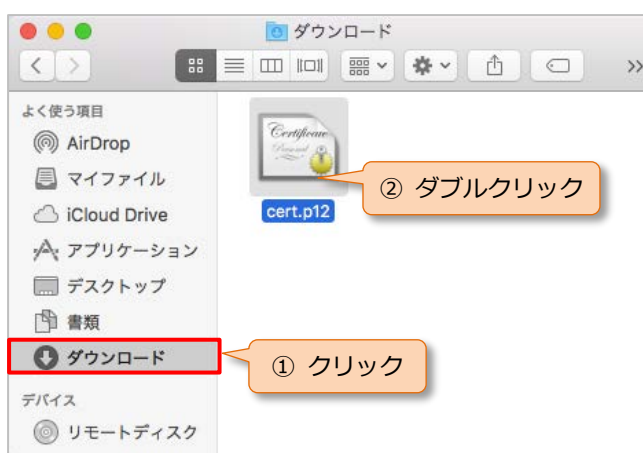 ダウンロード
よく使う項目
AirDrop
マイファイル
iCloud Drive
アプリケーション
デスクトップ
書類
ダウンロード
デバイス
リモートディスク
Certificate
Personal
cert.p12
② ダブルクリック
① クリック